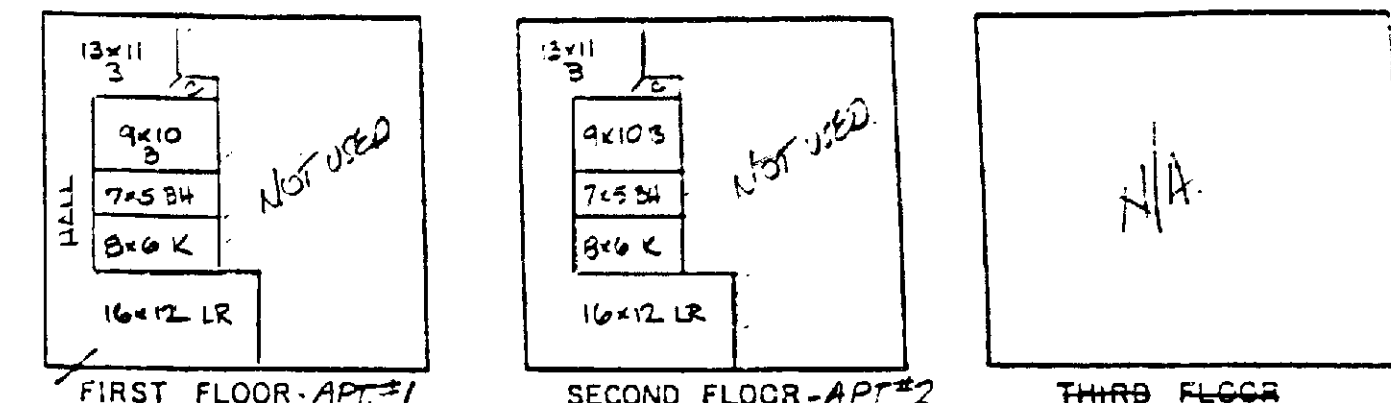 13x11
3
2
9x10
3
7x5 BH
8x6 K
HALL
16x12 LR
NOT USED
FIRST FLOOR-APT.#1
13x11
3
C
9x10 3
7x5 BH
8x6 K
16x12 LR
NOT USED.
SECOND FLOOR-APT#2
N/A.
THIRD FLOOR